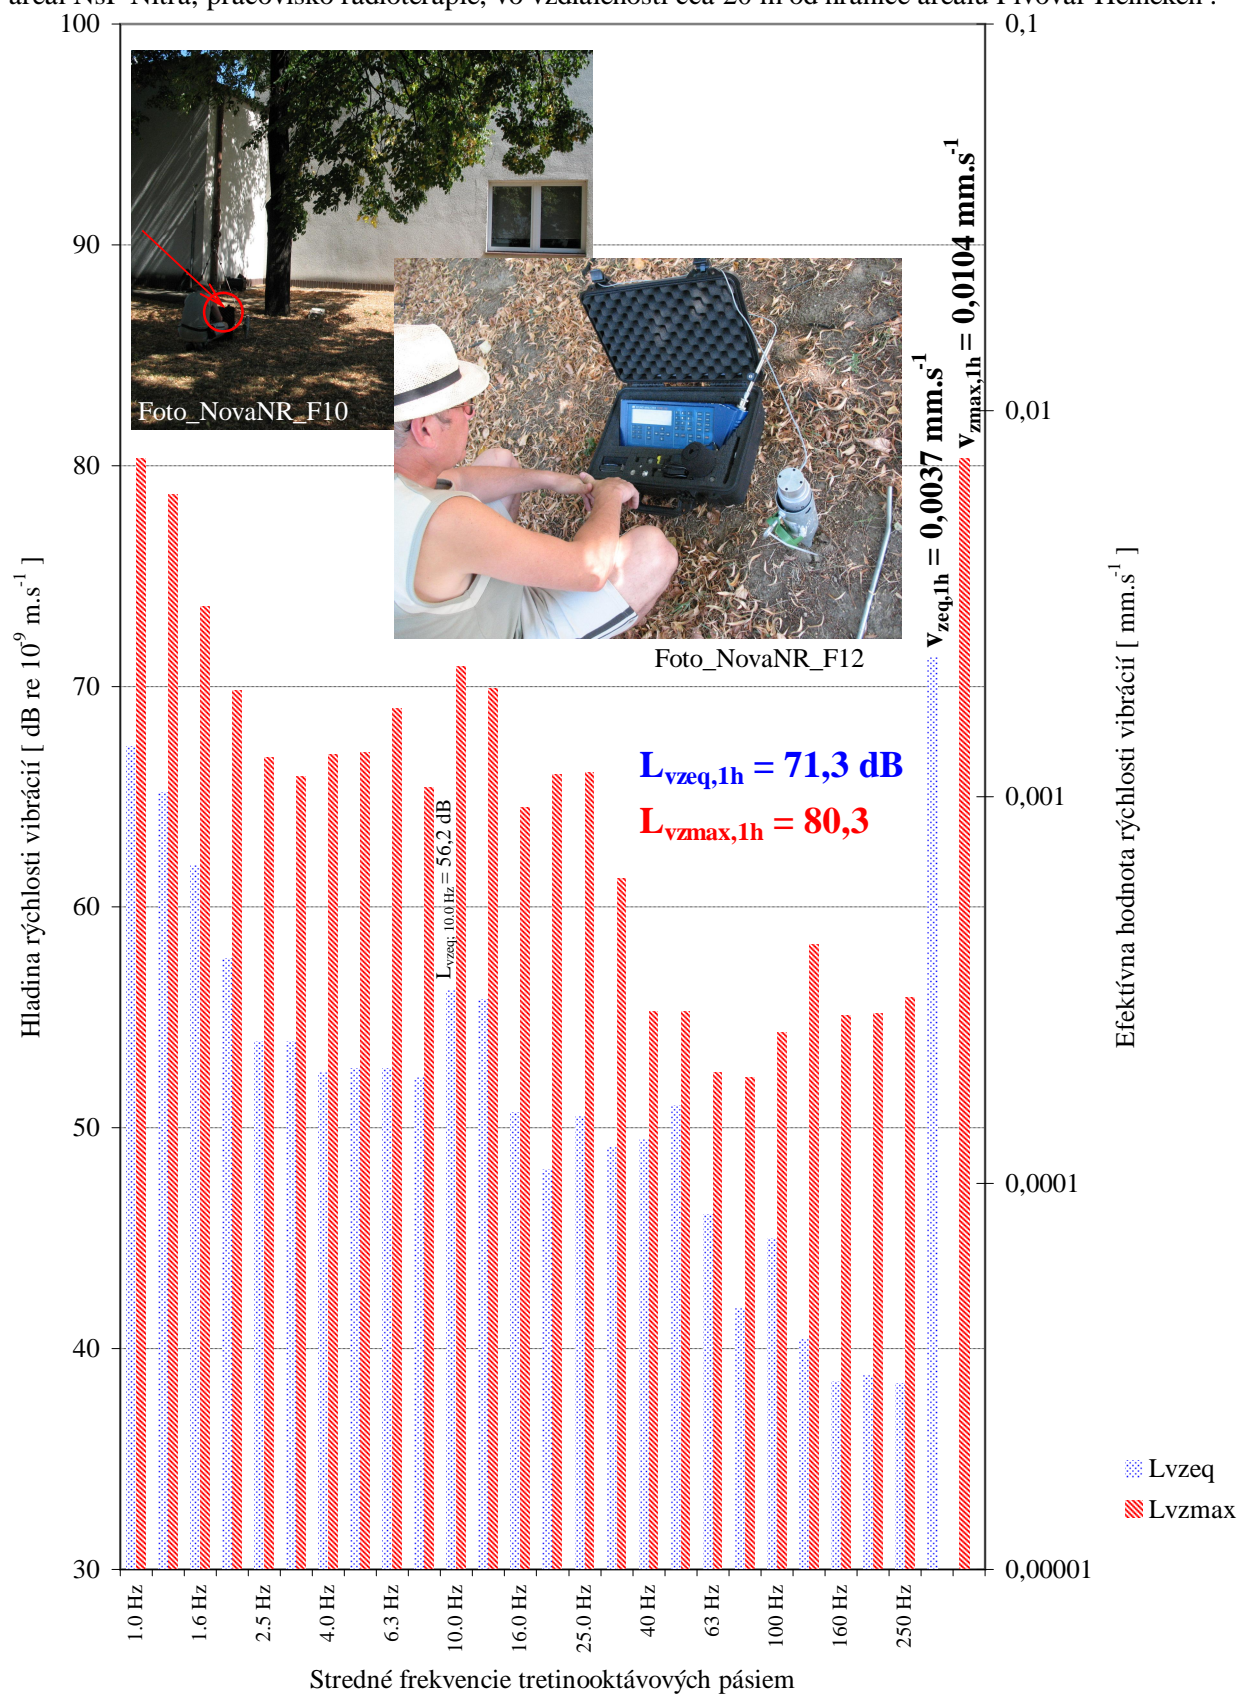 areál NsP Nitra, pracovisko rádioterapie, vo vzdialenosti cca 20 m od hranice areálu Pivovar Heineken .
100
90
80
70
60
50
40
30
0,1
0,01
0,001
0,0001
0,00001
Hladina rýchlosti vibrácií [ dB re 10⁻⁹ m.s⁻¹ ]
Efektívna hodnota rýchlosti vibrácií [ mm.s⁻¹ ]
Foto_NovaNR_F10
Foto_NovaNR_F12
v_zeq,1h = 0,0037 mm.s⁻¹
v_zmax,1h = 0,0104 mm.s⁻¹
L_vzeq,1h = 71,3 dB
L_vzmax,1h = 80,3
L_vzeq; 10.0 Hz = 56,2 dB
Lvzeq
Lvzmax
1.0 Hz
1.6 Hz
2.5 Hz
4.0 Hz
6.3 Hz
10.0 Hz
16.0 Hz
25.0 Hz
40 Hz
63 Hz
100 Hz
160 Hz
250 Hz
Stredné frekvencie tretinooktávových pásiem